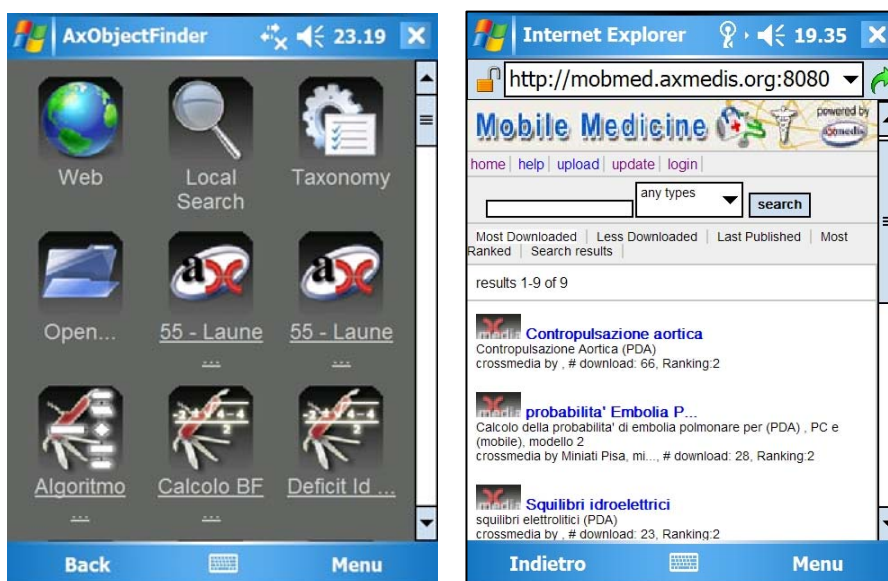 AxObjectFinder 23.19
Web Local Search Taxonomy
Open... 55 - Laune ... 55 - Laune ...
Algoritmo ... Calcolo BF ... Deficit Id ...
Back Menu
Internet Explorer 19.35
http://mobmed.axmedis.org:8080
Mobile Medicine powered by axmedis
home | help | upload | update | login |
any types search
Most Downloaded | Less Downloaded | Last Published | Most
Ranked | Search results |
results 1-9 of 9
Contropulsazione aortica
Contropulsazione Aortica (PDA)
crossmedia by , # download: 66, Ranking:2
probabilita' Embolia P...
Calcolo della probabilita' di embolia polmonare per (PDA) , PC e
(mobile), modello 2
crossmedia by Miniati Pisa, mi..., # download: 28, Ranking:2
Squilibri idroelettrici
squilibri elettrolitici (PDA)
crossmedia by , # download: 23, Ranking:2
Indietro Menu